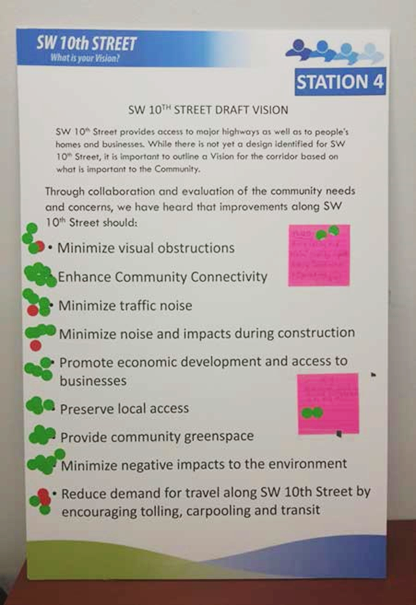 SW 10th STREET
What is your Vision?
STATION 4
SW 10TH STREET DRAFT VISION
SW 10th Street provides access to major highways as well as to people's
homes and businesses. While there is not yet a design identified for SW
10th Street, it is important to outline a Vision for the corridor based on
what is important to the Community.
Through collaboration and evaluation of the community needs
and concerns, we have heard that improvements along SW
10th Street should:
• Minimize visual obstructions
Enhance Community Connectivity
• Minimize traffic noise
Minimize noise and impacts during construction
• Promote economic development and access to
businesses
• Preserve local access
• Provide community greenspace
• Minimize negative impacts to the environment
• Reduce demand for travel along SW 10th Street by
encouraging tolling, carpooling and transit